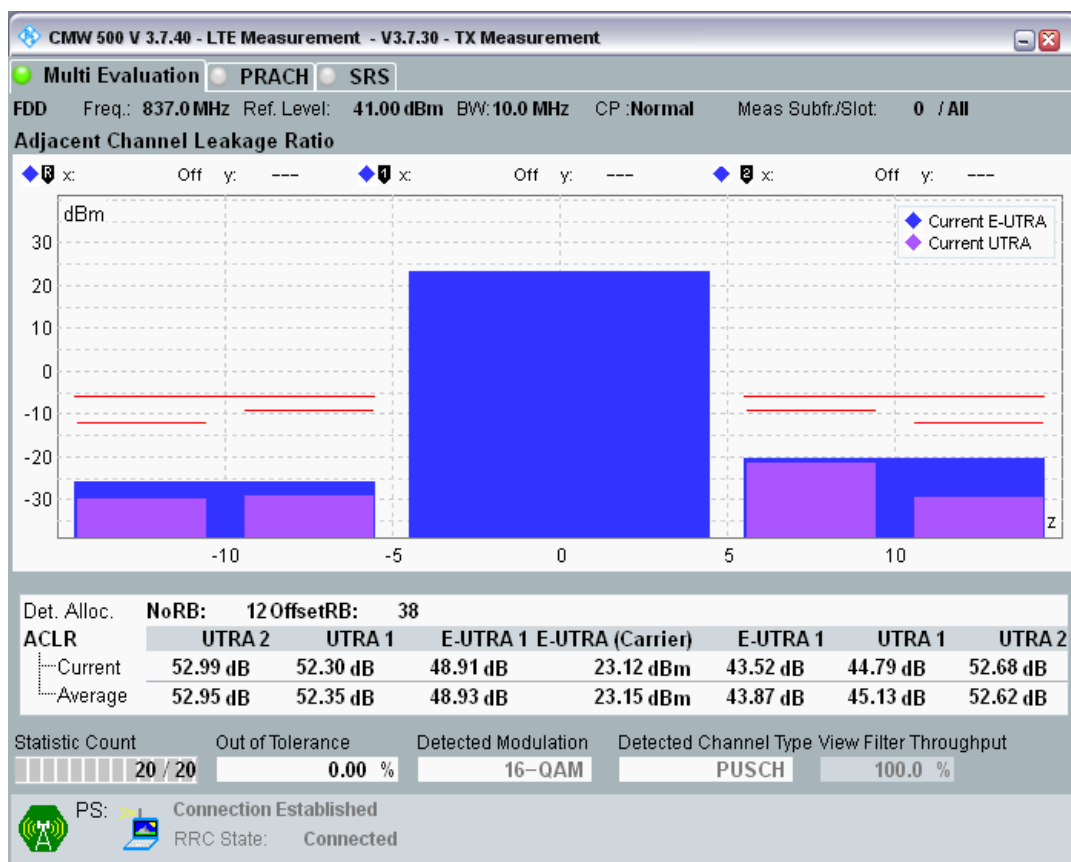 CMW 500 V 3.7.40 - LTE Measurement - V3.7.30 - TX Measurement
Multi Evaluation PRACH SRS
FDD Freq.: 837.0 MHz Ref. Level: 41.00 dBm BW: 10.0 MHz CP :Normal Meas Subfr./Slot: 0 / All
Adjacent Channel Leakage Ratio
R x: Off y: --- 1 x: Off y: --- 2 x: Off y: ---
dBm
Current E-UTRA
Current UTRA
30
20
10
0
-10
-20
-30
z
-10 -5 0 5 10
Det. Alloc. NoRB: 12 OffsetRB: 38
ACLR UTRA 2 UTRA 1 E-UTRA 1 E-UTRA (Carrier) E-UTRA 1 UTRA 1 UTRA 2
Current 52.99 dB 52.30 dB 48.91 dB 23.12 dBm 43.52 dB 44.79 dB 52.68 dB
Average 52.95 dB 52.35 dB 48.93 dB 23.15 dBm 43.87 dB 45.13 dB 52.62 dB
Statistic Count Out of Tolerance Detected Modulation Detected Channel Type View Filter Throughput
20 / 20 0.00 % 16-QAM PUSCH 100.0 %
PS: Connection Established
RRC State: Connected